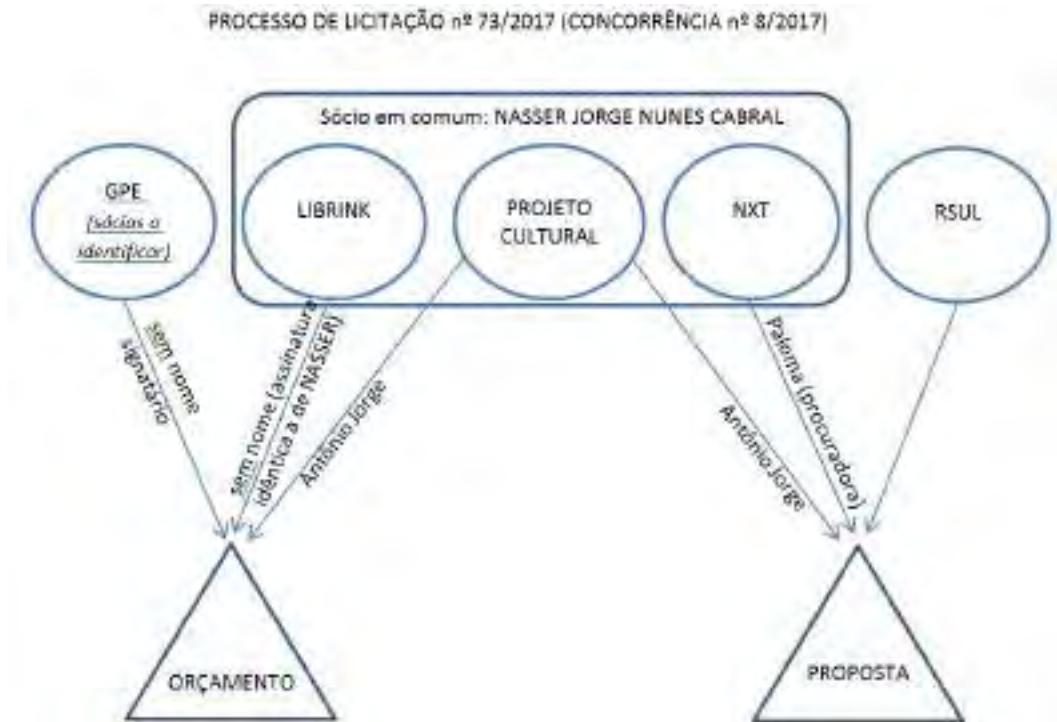 PROCESSO DE LICITAÇÃO nº 73/2017 (CONCORRÊNCIA nº 8/2017)
Sócio em comum: NASSER JORGE NUNES CABRAL
GPE
(sócios a
identificar)
LIBRINK
PROJETO
CULTURAL
NXT
RSUL
sem nome
signatário
sem nome (assinatura
idêntica a de NASSER)
Antônio Jorge
Antônio Jorge
Paloma (procuradora)
ORÇAMENTO
PROPOSTA